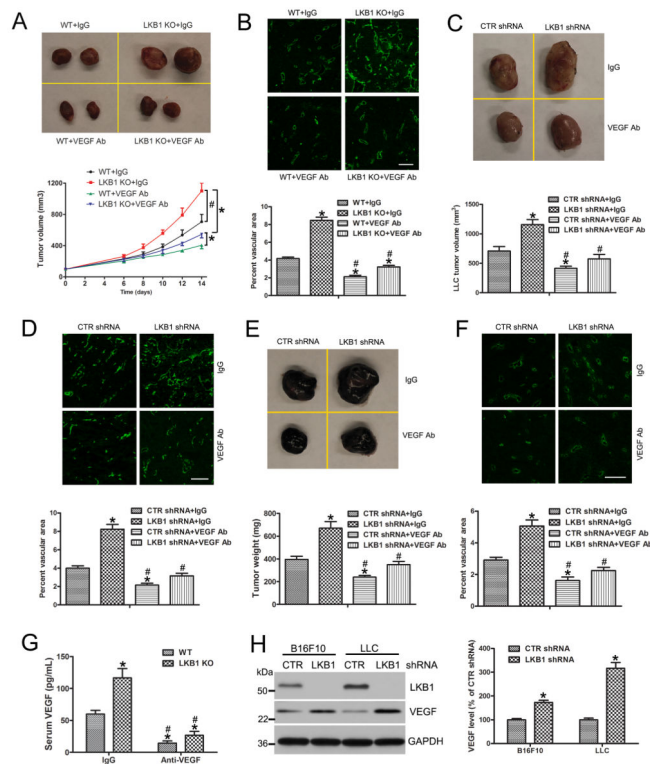 A
WT+IgG
LKB1 KO+IgG
WT+VEGF Ab
LKB1 KO+VEGF Ab
WT+IgG
LKB1 KO+IgG
WT+VEGF Ab
LKB1 KO+VEGF Ab
Tumor volume (mm3)
1200
800
400
0
0
2
4
6
8
10
12
14
Time (days)
#
*
*
B
WT+IgG
LKB1 KO+IgG
WT+VEGF Ab
LKB1 KO+VEGF Ab
WT+IgG
LKB1 KO+IgG
WT+VEGF Ab
LKB1 KO+VEGF Ab
Percent vascular area
10
8
6
4
2
0
*
#
*
#
*
C
CTR shRNA
LKB1 shRNA
IgG
VEGF Ab
CTR shRNA+IgG
LKB1 shRNA+IgG
CTR shRNA+VEGF Ab
LKB1 shRNA+VEGF Ab
LLC tumor volume (mm³)
1500
1000
500
0
*
#
*
#
D
CTR shRNA
LKB1 shRNA
IgG
VEGF Ab
CTR shRNA+IgG
LKB1 shRNA+IgG
CTR shRNA+VEGF Ab
LKB1 shRNA+VEGF Ab
Percent vascular area
10
8
6
4
2
0
*
#
*
#
E
CTR shRNA
LKB1 shRNA
IgG
VEGF Ab
CTR shRNA+IgG
LKB1 shRNA+IgG
CTR shRNA+VEGF Ab
LKB1 shRNA+VEGF Ab
Tumor weight (mg)
800
600
400
200
0
*
#
*
#
F
CTR shRNA
LKB1 shRNA
IgG
VEGF Ab
CTR shRNA+IgG
LKB1 shRNA+IgG
CTR shRNA+VEGF Ab
LKB1 shRNA+VEGF Ab
Percent vascular area
6
4
2
0
*
#
*
#
G
WT
LKB1 KO
Serum VEGF (pg/mL)
150
100
50
0
*
#
*
#
*
IgG
Anti-VEGF
H
B16F10
LLC
kDa
CTR
LKB1
CTR
LKB1
shRNA
50
LKB1
22
VEGF
36
GAPDH
CTR shRNA
LKB1 shRNA
VEGF level (% of CTR shRNA)
400
300
200
100
0
*
*
B16F10
LLC